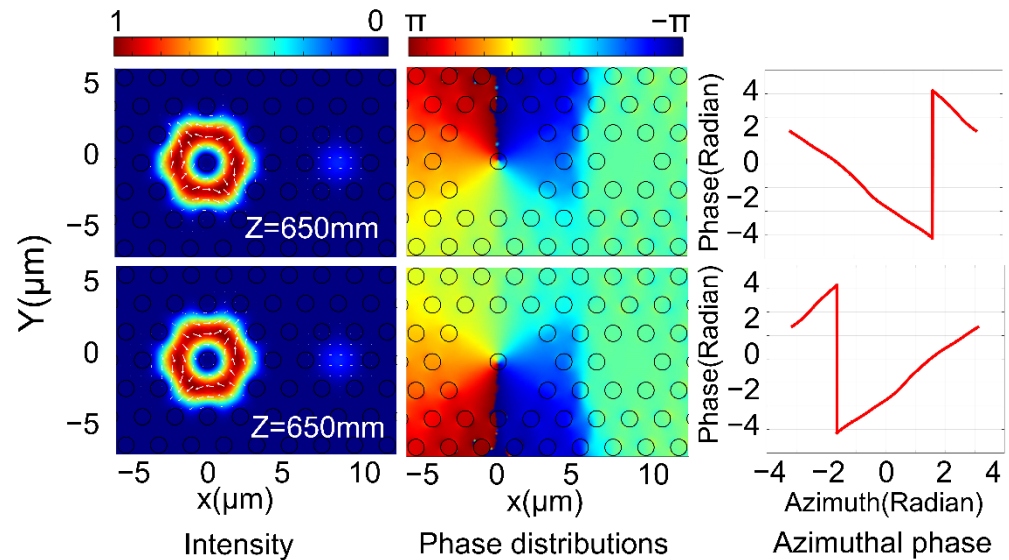 1 0 π −π
5
0
−5
Z=650mm
5
0
−5
Z=650mm
Y(μm)
−5 0 5 10
x(μm)
Intensity
−5 0 5 10
x(μm)
Phase distributions
Phase(Radian)
4
2
0
−2
−4
Phase(Radian)
4
2
0
−2
−4
−4 −2 0 2 4
Azimuth(Radian)
Azimuthal phase